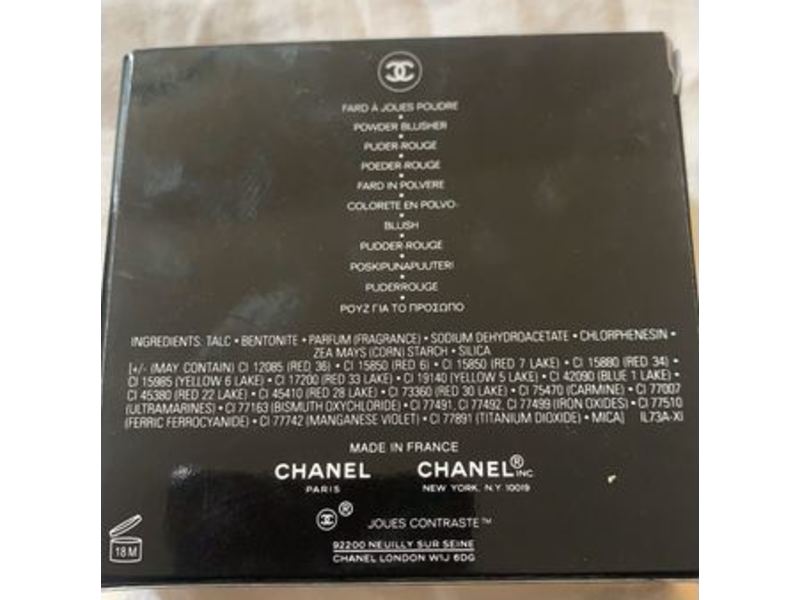 FARD À JOUES POUDRE
POWDER BLUSHER
PUDER-ROUGE
POEDER-ROUGE
FARD IN POLVERE
COLORETE EN POLVO
BLUSH
PUDDER-ROUGE
POSKIPUNAPUUTERI
PUDERROUGE
ΡΟΥΖ ΓΙΑ ΤΟ ΠΡΟΣΩΠΟ
INGREDIENTS: TALC • BENTONITE • PARFUM (FRAGRANCE) • SODIUM DEHYDROACETATE • CHLORPHENESIN •
ZEA MAYS (CORN) STARCH • SILICA
[+/- (MAY CONTAIN) CI 12085 (RED 36) • CI 15850 (RED 6) • CI 15850 (RED 7 LAKE) • CI 15880 (RED 34) •
CI 15985 (YELLOW 6 LAKE) • CI 17200 (RED 33 LAKE) • CI 19140 (YELLOW 5 LAKE) • CI 42090 (BLUE 1 LAKE) •
CI 45380 (RED 22 LAKE) • CI 45410 (RED 28 LAKE) • CI 73360 (RED 30 LAKE) • CI 75470 (CARMINE) • CI 77007
(ULTRAMARINES) • CI 77163 (BISMUTH OXYCHLORIDE) • CI 77491, CI 77492, CI 77499 (IRON OXIDES) • CI 77510
(FERRIC FERROCYANIDE) • CI 77742 (MANGANESE VIOLET) • CI 77891 (TITANIUM DIOXIDE) • MICA] IL73A-XI
MADE IN FRANCE
CHANEL CHANEL® INC.
PARIS NEW YORK, N.Y. 10019
® JOUES CONTRASTE™
18M
92200 NEUILLY SUR SEINE
CHANEL LONDON W1J 6DG